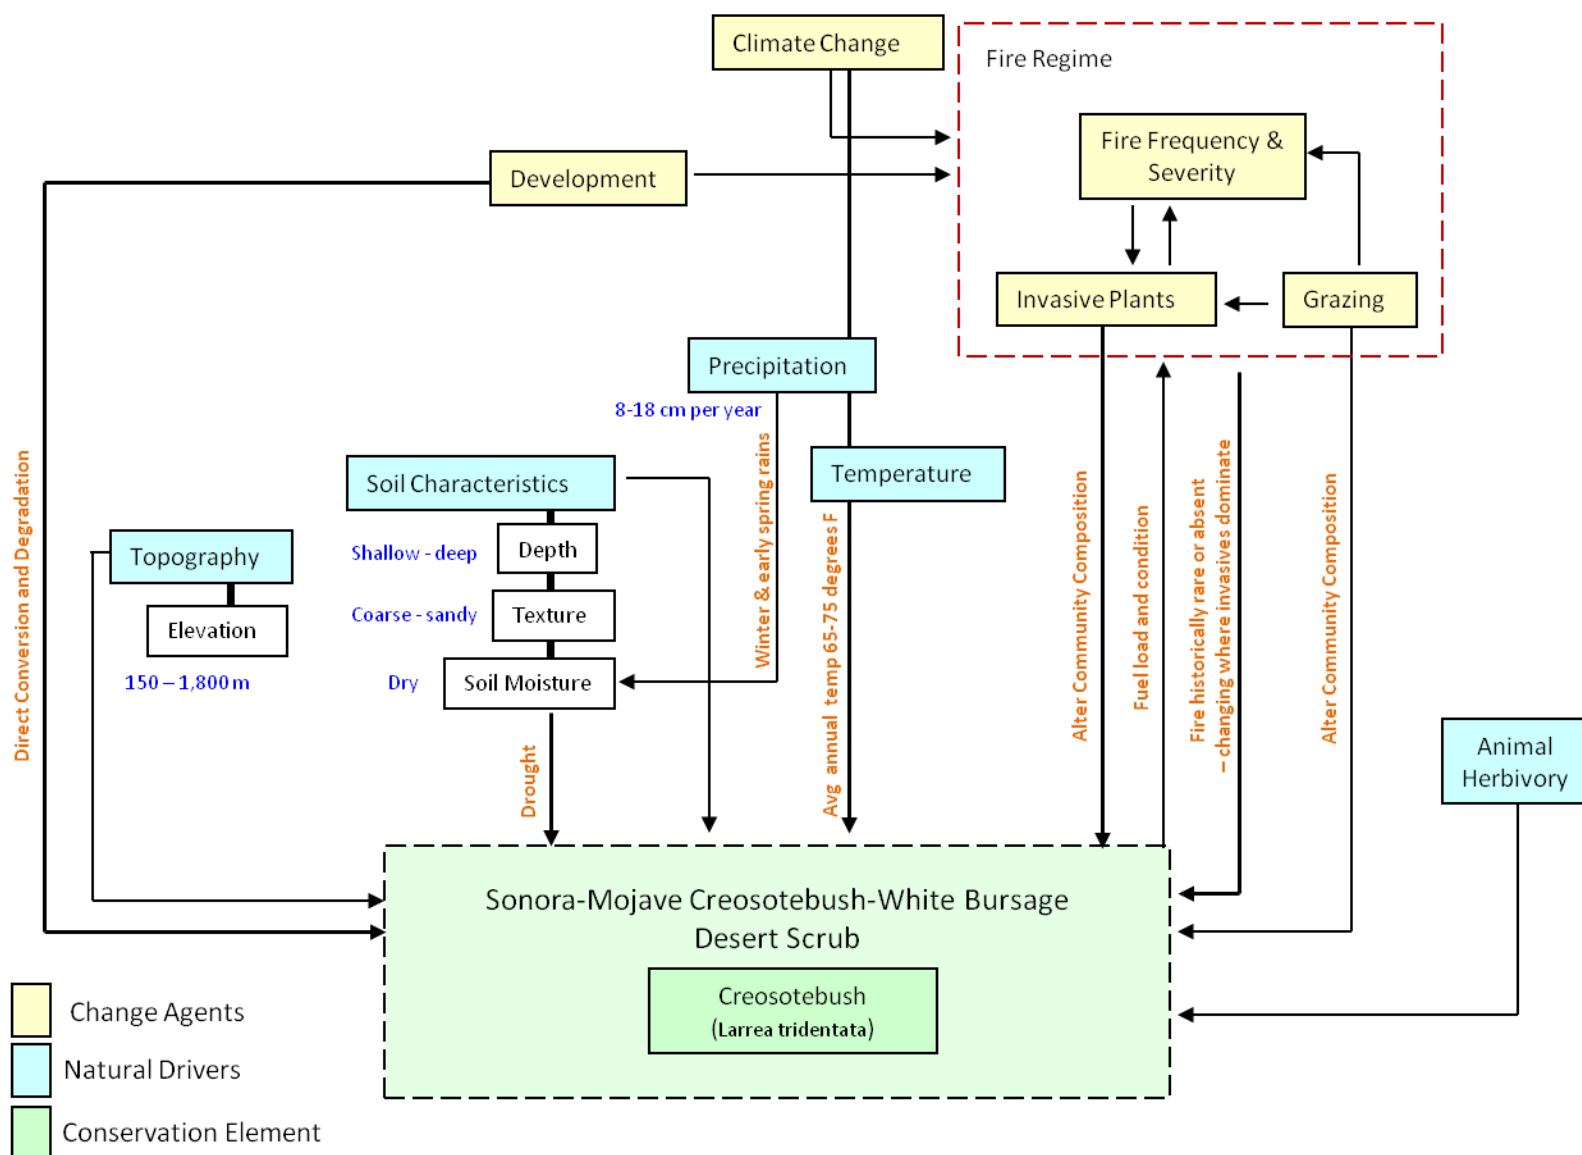 Climate Change
Fire Regime
Fire Frequency &
Severity
Development
Invasive Plants
Grazing
Precipitation
8-18 cm per year
Soil Characteristics
Temperature
Topography
Shallow - deep
Depth
Elevation
Coarse - sandy
Texture
150 – 1,800 m
Dry
Soil Moisture
Direct Conversion and Degradation
Drought
Winter & early spring rains
Avg annual temp 65-75 degrees F
Alter Community Composition
Fuel load and condition
Fire historically rare or absent
– changing where invasives dominate
Alter Community Composition
Animal
Herbivory
Sonora-Mojave Creosotebush-White Bursage
Desert Scrub
Creosotebush
(Larrea tridentata)
Change Agents
Natural Drivers
Conservation Element